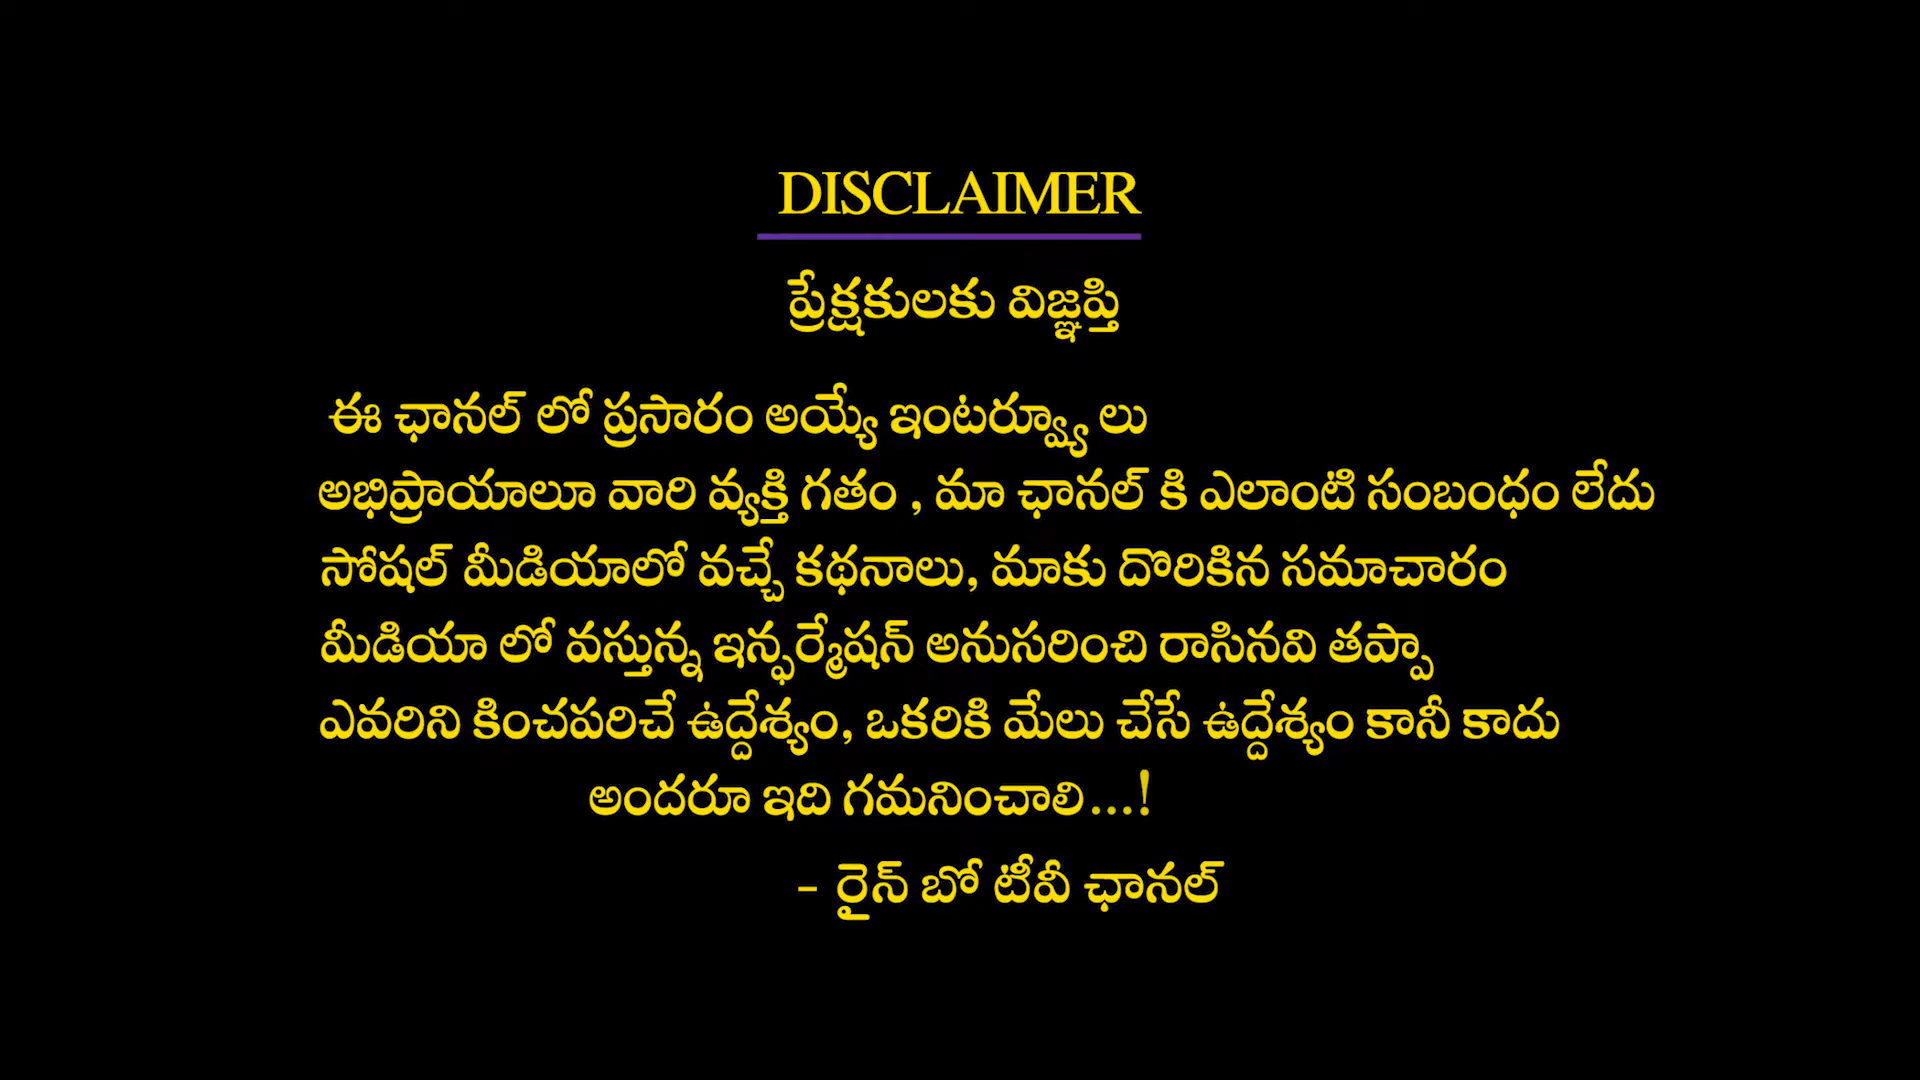 DISCLAIMER
ప్రేక్షకులకు విజ్ఞప్తి
ఈ ఛానల్ లో ప్రసారం అయ్యే ఇంటర్వ్యూ లు
అభిప్రాయాలూ వారి వ్యక్తి గతం , మా ఛానల్ కి ఎలాంటి సంబంధం లేదు
సోషల్ మీడియాలో వచ్చే కథనాలు, మాకు దొరికిన సమాచారం
మీడియా లో వస్తున్న ఇన్ఫర్మేషన్ అనుసరించి రాసినవి తప్పా
ఎవరిని కించపరిచే ఉద్దేశ్యం, ఒకరికి మేలు చేసే ఉద్దేశ్యం కానీ కాదు
అందరూ ఇది గమనించాలి...!
- రైన్ బో టీవీ ఛానల్